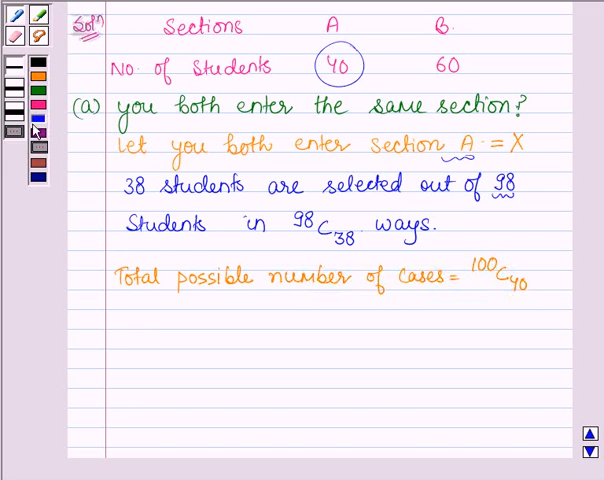 Soln Sections A B
No. of Students 40 60
(a) you both enter the same section?
Let you both enter section A = X
38 students are selected out of 98
Students in ⁹⁸C₃₈ ways.
Total possible number of cases = ¹⁰⁰C₄₀